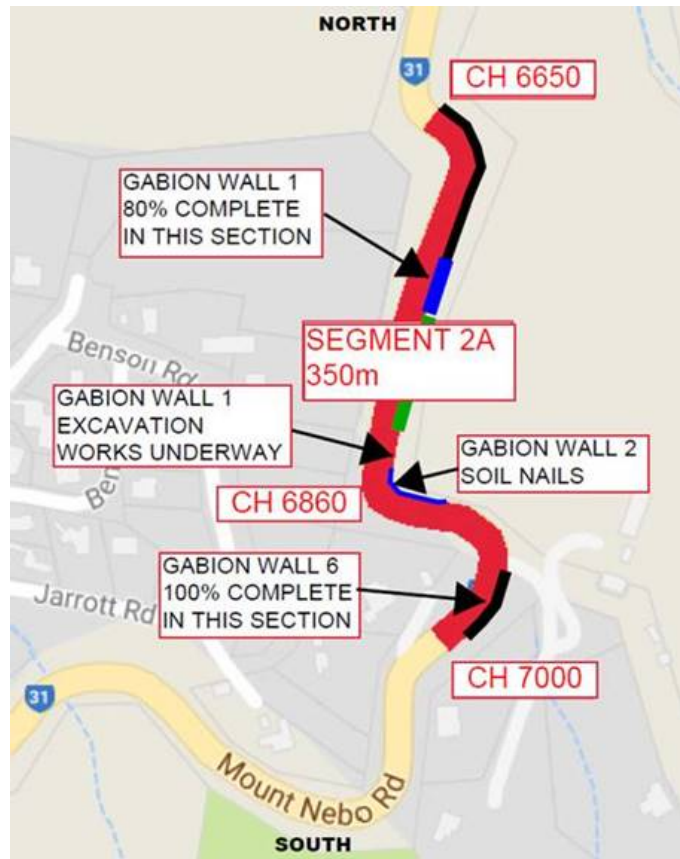 NORTH
31
CH 6650
GABION WALL 1
80% COMPLETE
IN THIS SECTION
SEGMENT 2A
350m
Benson Rd
GABION WALL 1
EXCAVATION
WORKS UNDERWAY
Ben
GABION WALL 2
SOIL NAILS
CH 6860
GABION WALL 6
100% COMPLETE
IN THIS SECTION
Jarrott Rd
CH 7000
31
Mount Nebo Rd
SOUTH